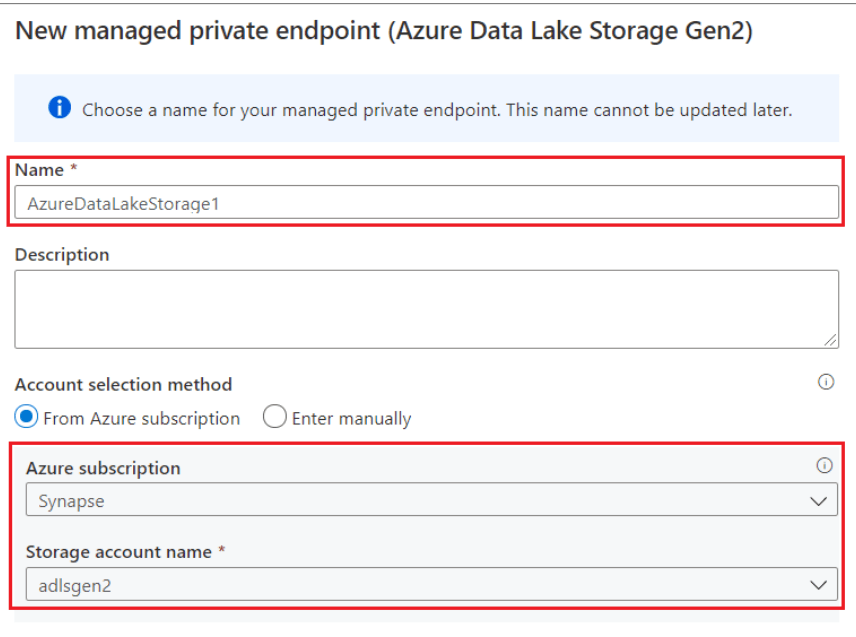 New managed private endpoint (Azure Data Lake Storage Gen2)
Choose a name for your managed private endpoint. This name cannot be updated later.
Name *
AzureDataLakeStorage1
Description
Account selection method
From Azure subscription Enter manually
Azure subscription
Synapse
Storage account name *
adlsgen2